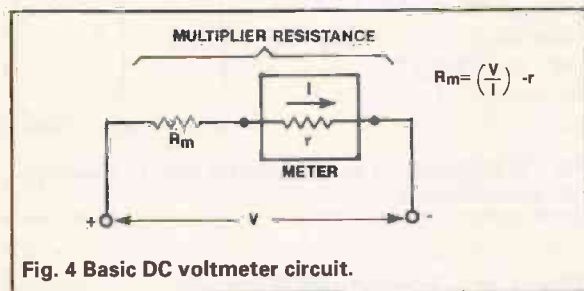 MULTIPLIER RESISTANCE
Rm= (V/I) -r
I
Rm
r
METER
+ V -
Fig. 4 Basic DC voltmeter circuit.